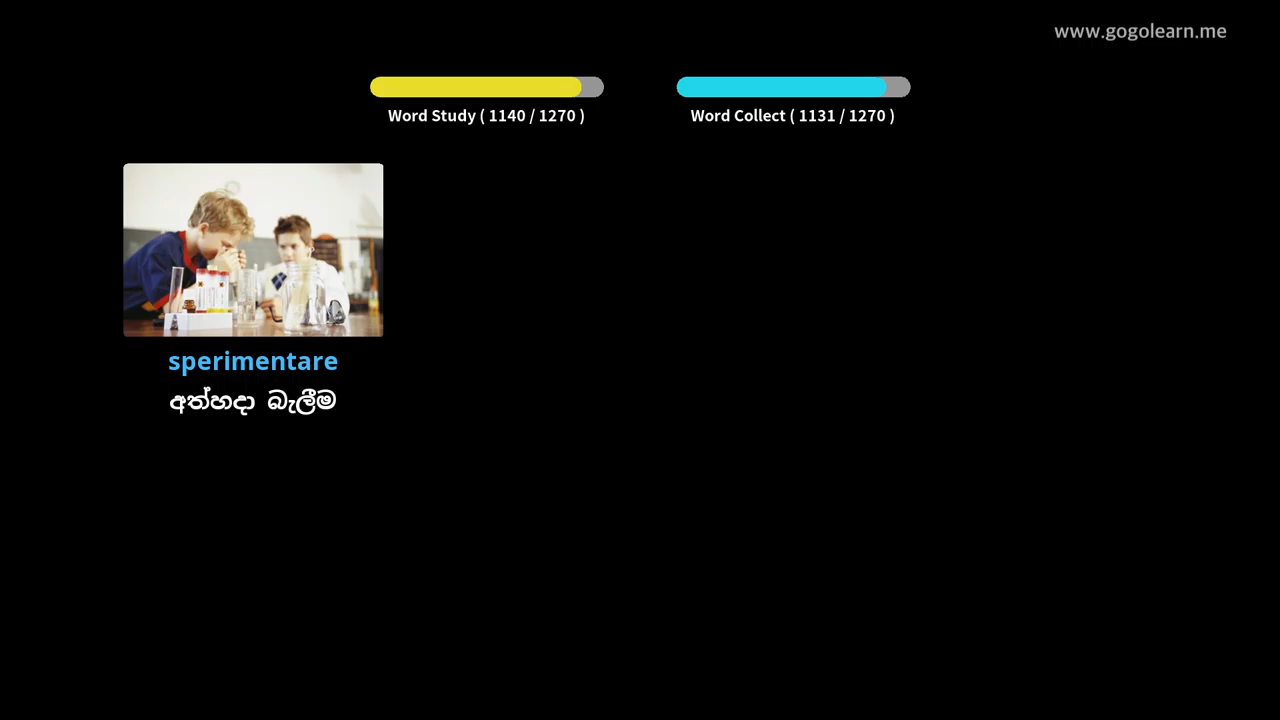 www.gogolearn.me
Word Study ( 1140 / 1270 )
Word Collect ( 1131 / 1270 )
sperimentare
අත්හදා බැලීම